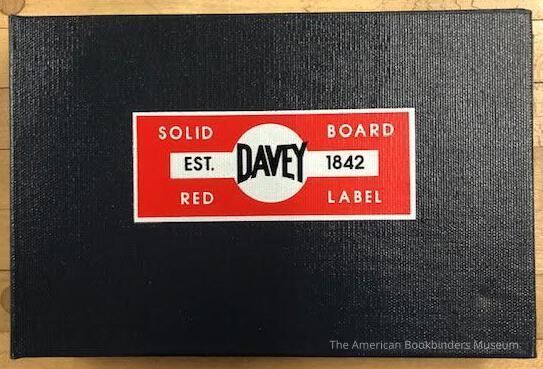 SOLID BOARD
EST. DAVEY 1842
RED LABEL
The American Bookbinders Museum